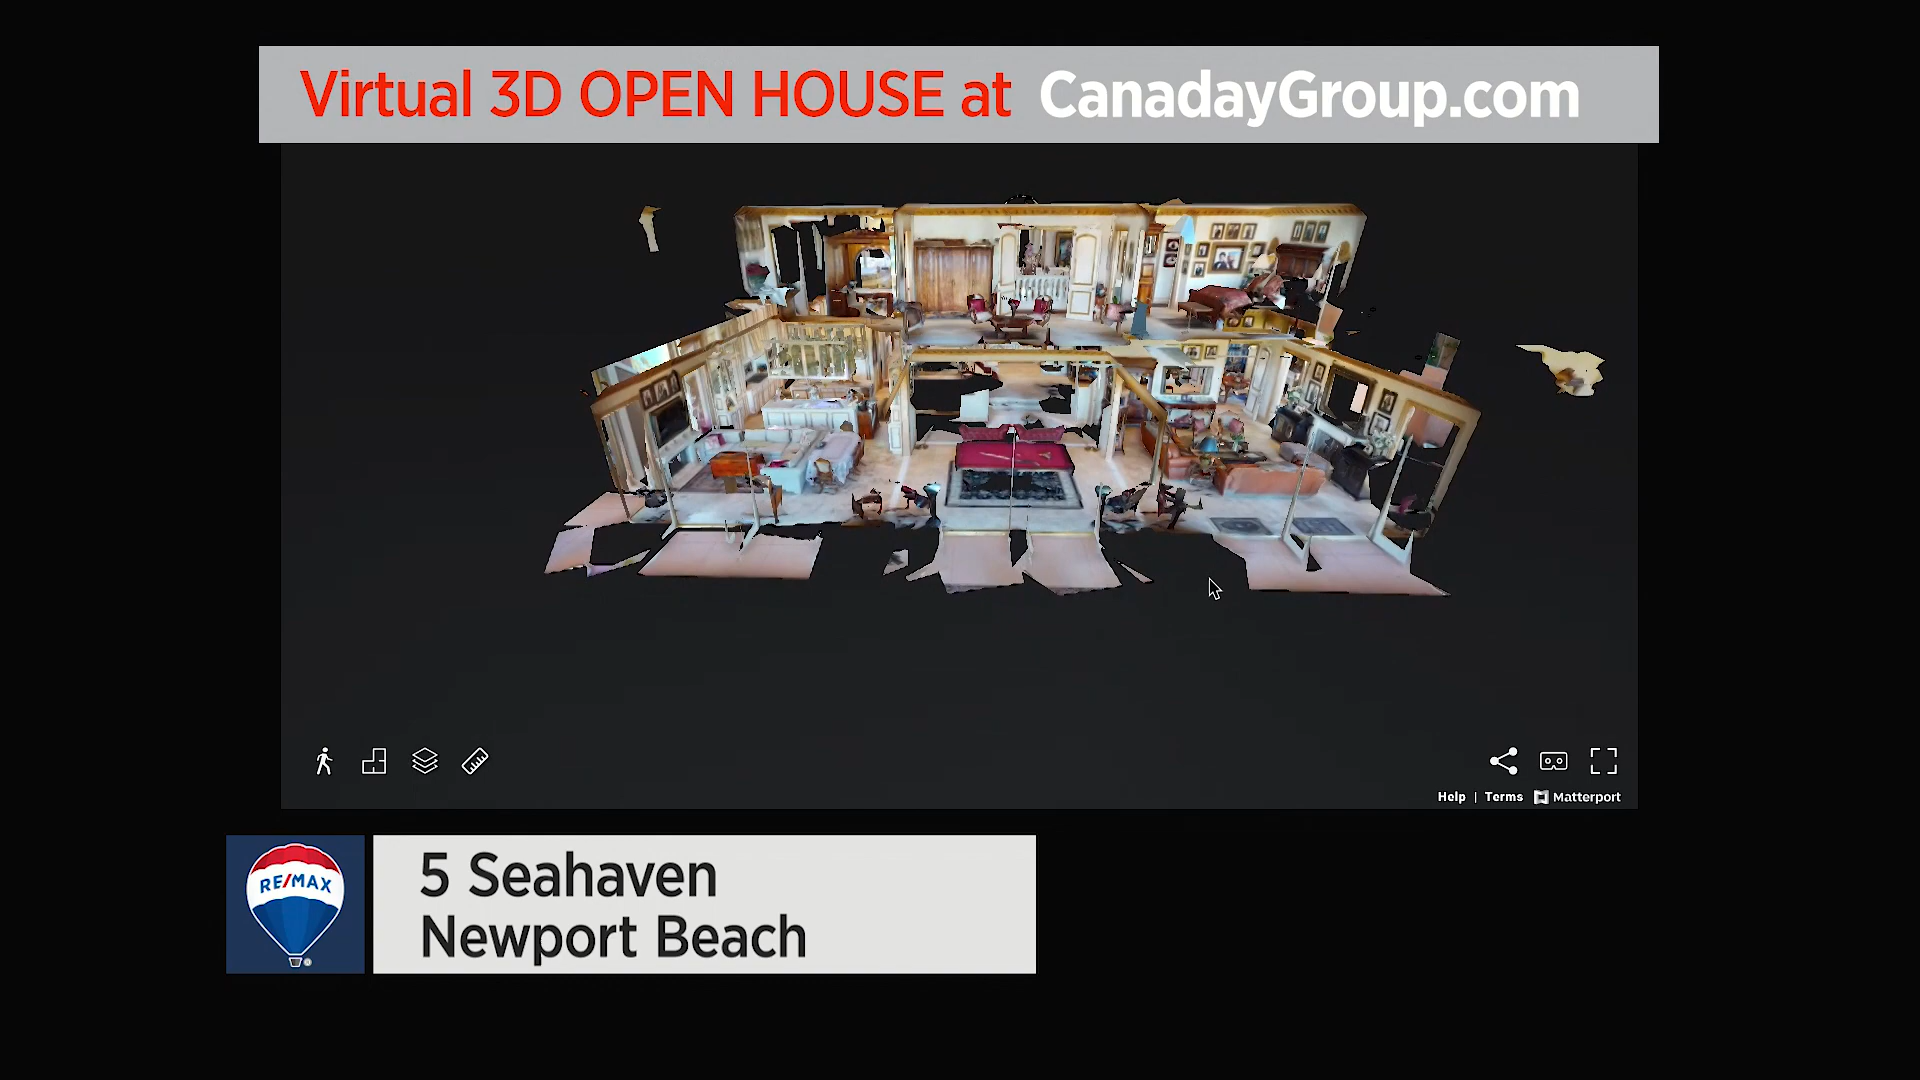 Virtual 3D OPEN HOUSE at CanadayGroup.com
Help | Terms Matterport
RE/MAX
5 Seahaven
Newport Beach